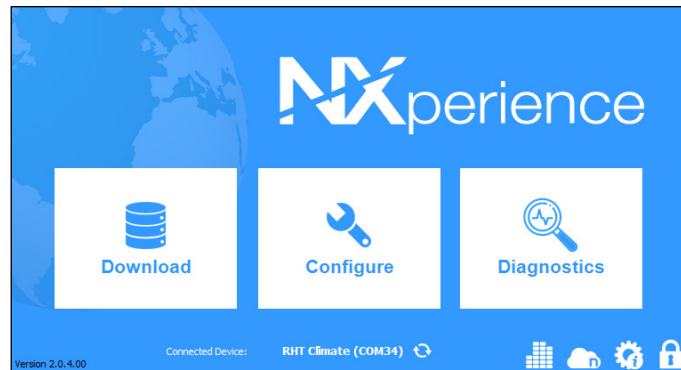 NXperience
Download
Configure
Diagnostics
Connected Device: RHT Climate (COM34)
Version 2.0.4.00
n
i